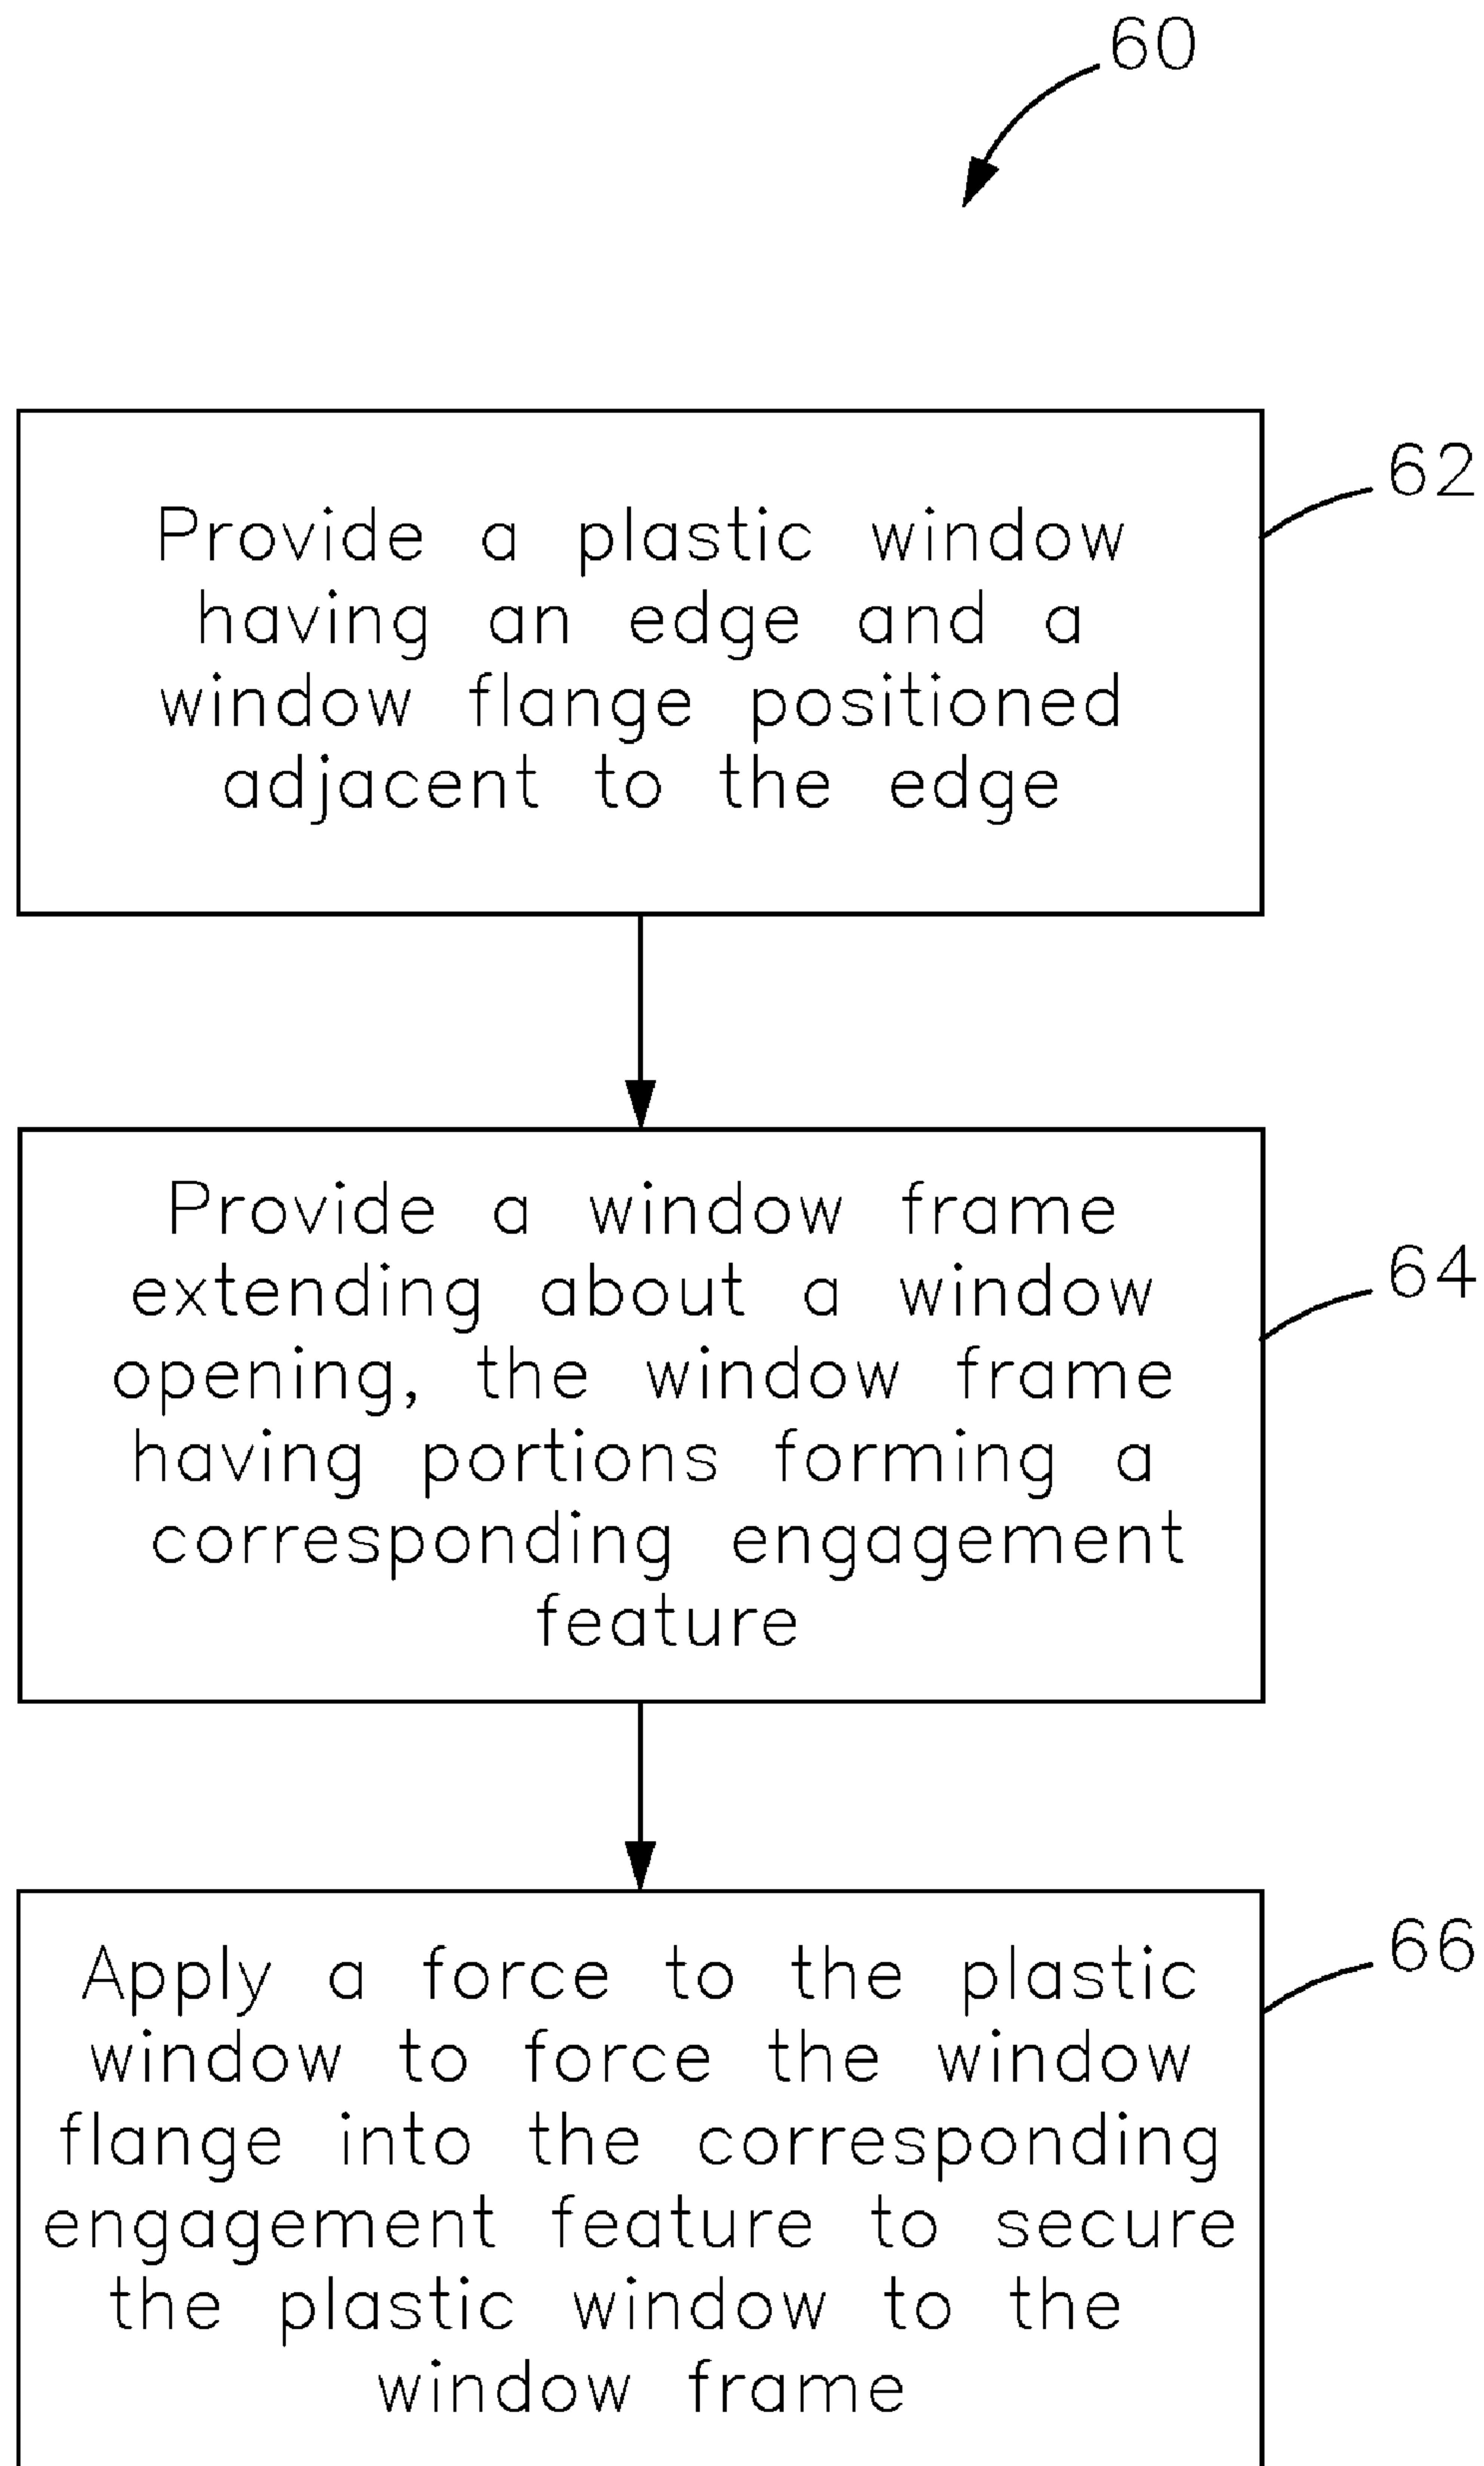 60
62
Provide a plastic window
having an edge and a
window flange positioned
adjacent to the edge
64
Provide a window frame
extending about a window
opening, the window frame
having portions forming a
corresponding engagement
feature
66
Apply a force to the plastic
window to force the window
flange into the corresponding
engagement feature to secure
the plastic window to the
window frame